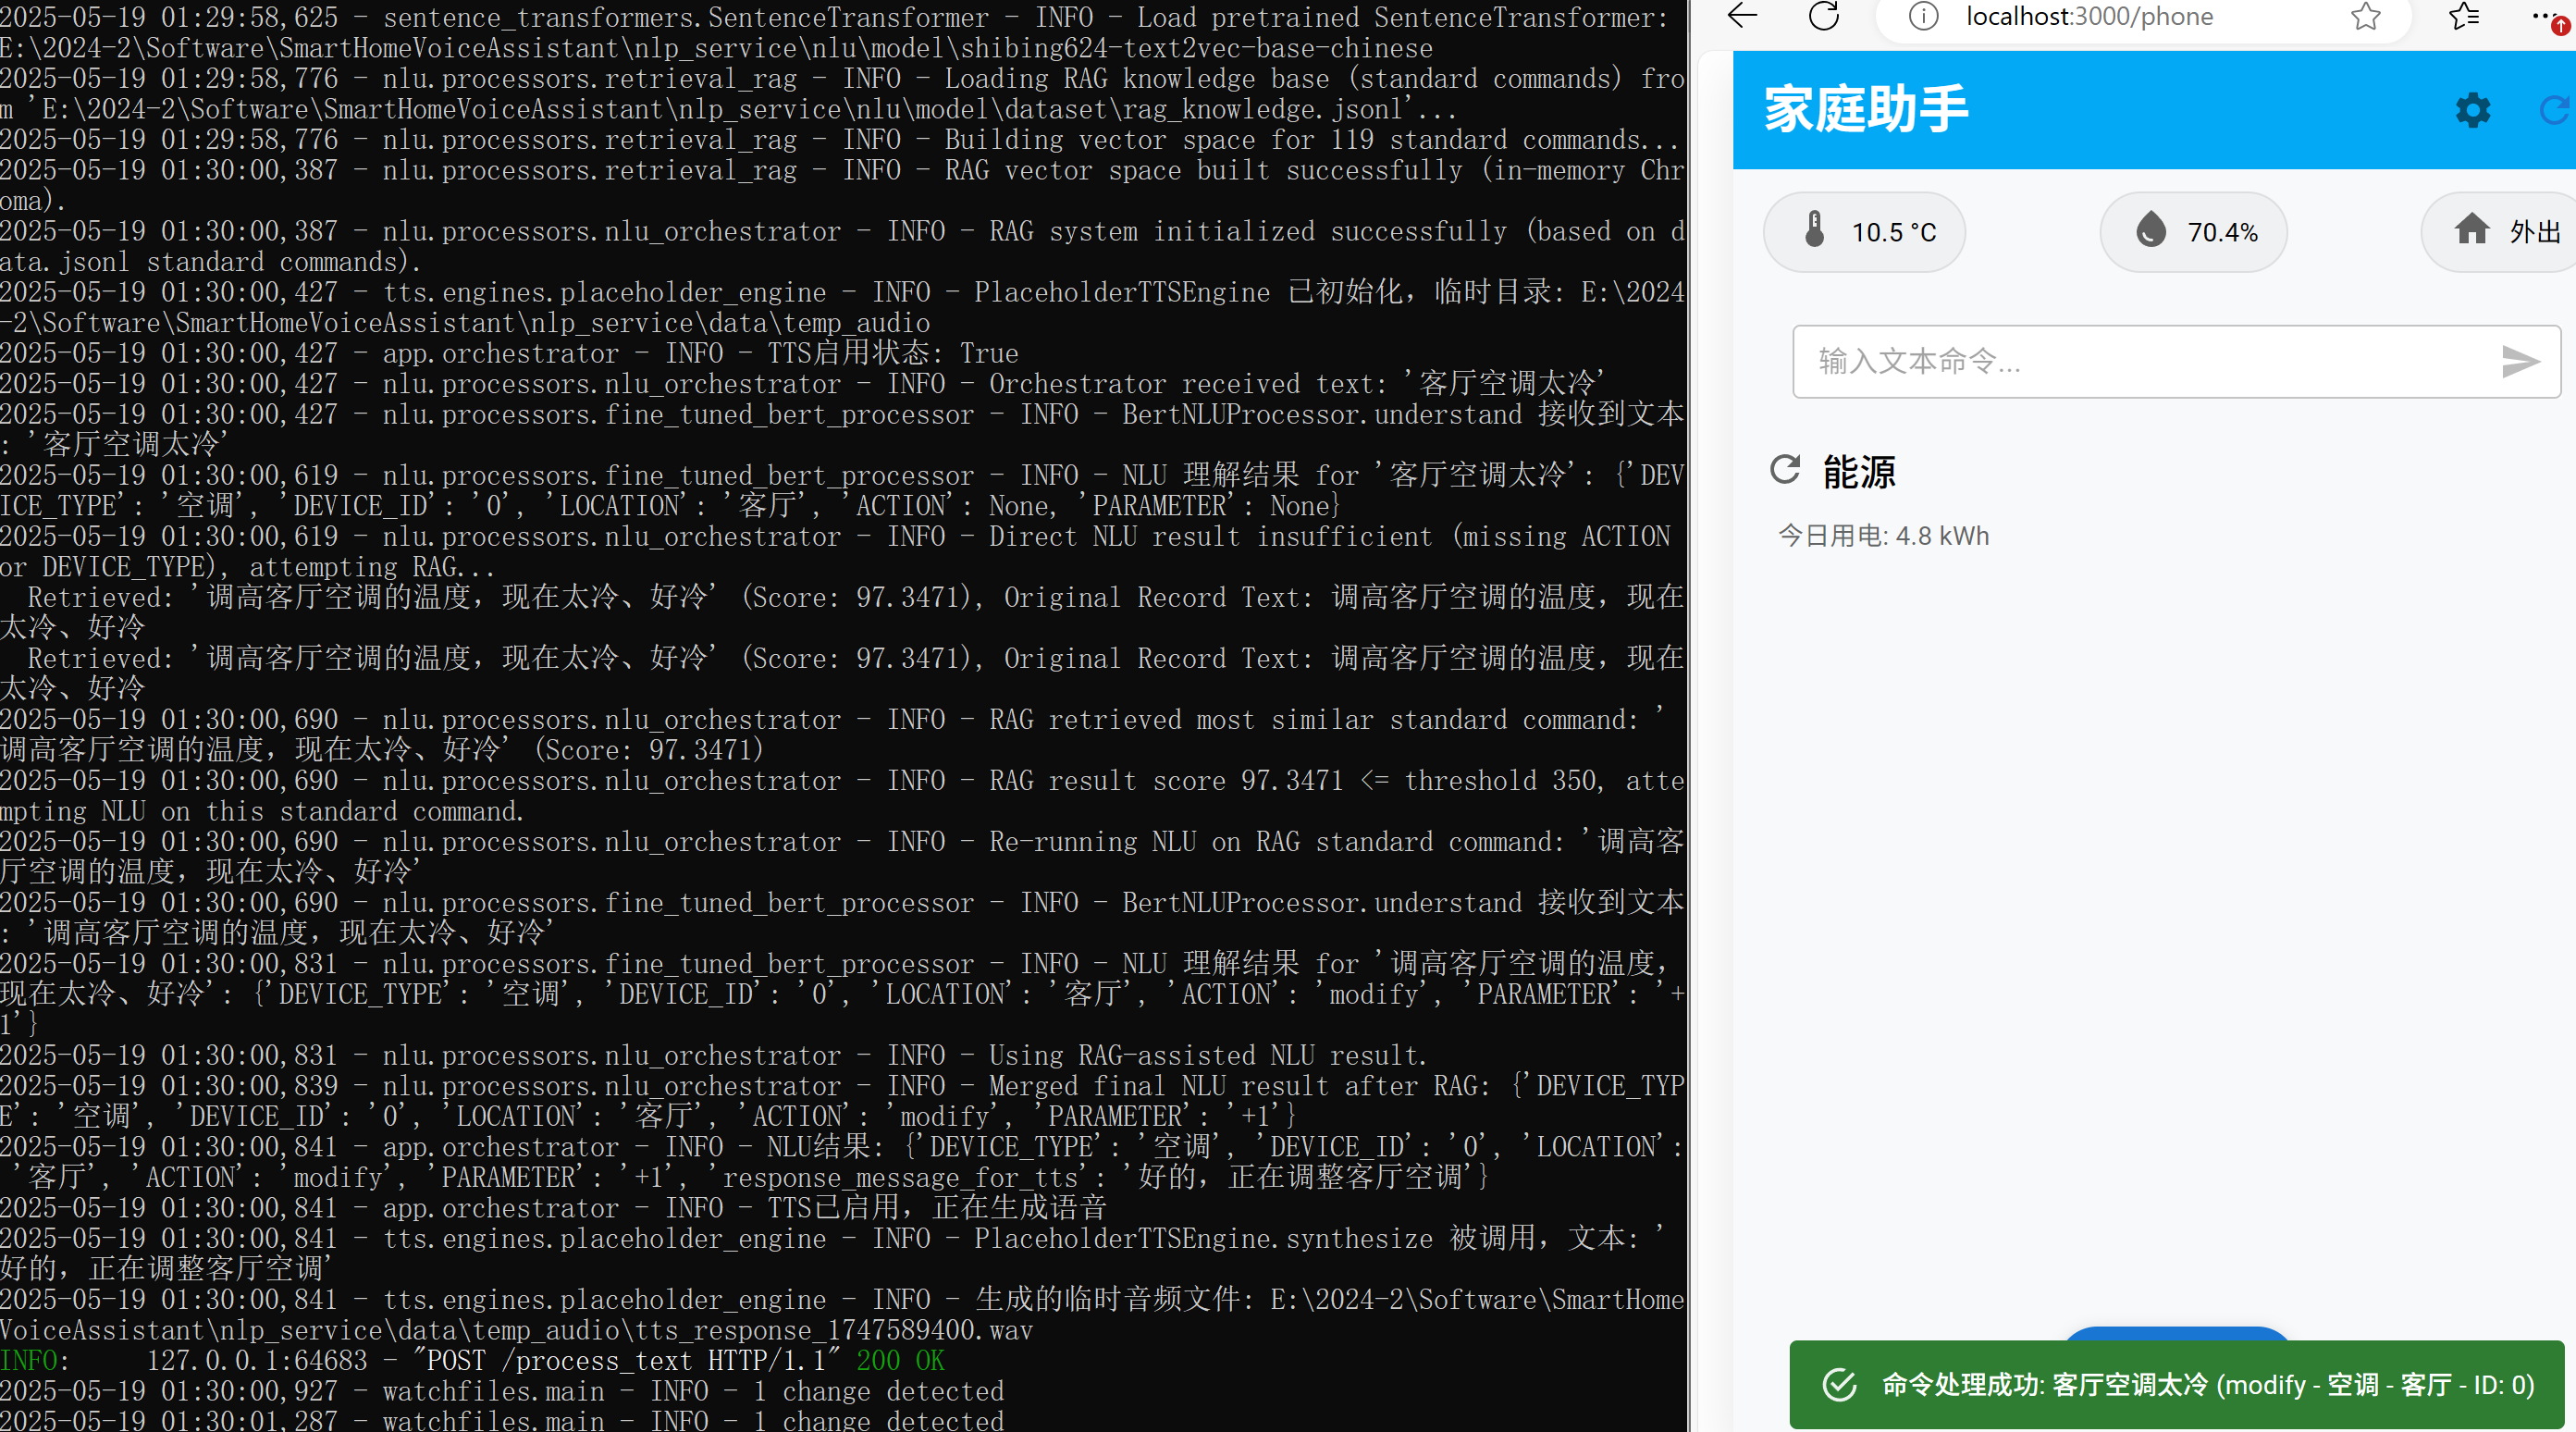 2025-05-19 01:29:58,625 - sentence_transformers.SentenceTransformer - INFO - Load pretrained SentenceTransformer:
E:\2024-2\Software\SmartHomeVoiceAssistant\nlp_service\nlu\model\shibing624-text2vec-base-chinese
2025-05-19 01:29:58,776 - nlu.processors.retrieval_rag - INFO - Loading RAG knowledge base (standard commands) fro
m 'E:\2024-2\Software\SmartHomeVoiceAssistant\nlp_service\nlu\model\dataset\rag_knowledge.jsonl'...
2025-05-19 01:29:58,776 - nlu.processors.retrieval_rag - INFO - Building vector space for 119 standard commands...
2025-05-19 01:30:00,387 - nlu.processors.retrieval_rag - INFO - RAG vector space built successfully (in-memory Chr
oma).
2025-05-19 01:30:00,387 - nlu.processors.nlu_orchestrator - INFO - RAG system initialized successfully (based on d
ata.jsonl standard commands).
2025-05-19 01:30:00,427 - tts.engines.placeholder_engine - INFO - PlaceholderTTSEngine 已初始化，临时目录: E:\2024
-2\Software\SmartHomeVoiceAssistant\nlp_service\data\temp_audio
2025-05-19 01:30:00,427 - app.orchestrator - INFO - TTS启用状态: True
2025-05-19 01:30:00,427 - nlu.processors.nlu_orchestrator - INFO - Orchestrator received text: '客厅空调太冷'
2025-05-19 01:30:00,427 - nlu.processors.fine_tuned_bert_processor - INFO - BertNLUProcessor.understand 接收到文本
: '客厅空调太冷'
2025-05-19 01:30:00,619 - nlu.processors.fine_tuned_bert_processor - INFO - NLU 理解结果 for '客厅空调太冷': {'DEV
ICE_TYPE': '空调', 'DEVICE_ID': '0', 'LOCATION': '客厅', 'ACTION': None, 'PARAMETER': None}
2025-05-19 01:30:00,619 - nlu.processors.nlu_orchestrator - INFO - Direct NLU result insufficient (missing ACTION
or DEVICE_TYPE), attempting RAG...
Retrieved: '调高客厅空调的温度，现在太冷、好冷' (Score: 97.3471), Original Record Text: 调高客厅空调的温度，现在
太冷、好冷
Retrieved: '调高客厅空调的温度，现在太冷、好冷' (Score: 97.3471), Original Record Text: 调高客厅空调的温度，现在
太冷、好冷
2025-05-19 01:30:00,690 - nlu.processors.nlu_orchestrator - INFO - RAG retrieved most similar standard command: '
调高客厅空调的温度，现在太冷、好冷' (Score: 97.3471)
2025-05-19 01:30:00,690 - nlu.processors.nlu_orchestrator - INFO - RAG result score 97.3471 <= threshold 350, atte
mpting NLU on this standard command.
2025-05-19 01:30:00,690 - nlu.processors.nlu_orchestrator - INFO - Re-running NLU on RAG standard command: '调高客
厅空调的温度，现在太冷、好冷'
2025-05-19 01:30:00,690 - nlu.processors.fine_tuned_bert_processor - INFO - BertNLUProcessor.understand 接收到文本
: '调高客厅空调的温度，现在太冷、好冷'
2025-05-19 01:30:00,831 - nlu.processors.fine_tuned_bert_processor - INFO - NLU 理解结果 for '调高客厅空调的温度，
现在太冷、好冷': {'DEVICE_TYPE': '空调', 'DEVICE_ID': '0', 'LOCATION': '客厅', 'ACTION': 'modify', 'PARAMETER': '+
1'}
2025-05-19 01:30:00,831 - nlu.processors.nlu_orchestrator - INFO - Using RAG-assisted NLU result.
2025-05-19 01:30:00,839 - nlu.processors.nlu_orchestrator - INFO - Merged final NLU result after RAG: {'DEVICE_TYP
E': '空调', 'DEVICE_ID': '0', 'LOCATION': '客厅', 'ACTION': 'modify', 'PARAMETER': '+1'}
2025-05-19 01:30:00,841 - app.orchestrator - INFO - NLU结果: {'DEVICE_TYPE': '空调', 'DEVICE_ID': '0', 'LOCATION':
'客厅', 'ACTION': 'modify', 'PARAMETER': '+1', 'response_message_for_tts': '好的，正在调整客厅空调'}
2025-05-19 01:30:00,841 - app.orchestrator - INFO - TTS已启用，正在生成语音
2025-05-19 01:30:00,841 - tts.engines.placeholder_engine - INFO - PlaceholderTTSEngine.synthesize 被调用，文本: '
好的，正在调整客厅空调'
2025-05-19 01:30:00,841 - tts.engines.placeholder_engine - INFO - 生成的临时音频文件: E:\2024-2\Software\SmartHome
VoiceAssistant\nlp_service\data\temp_audio\tts_response_1747589400.wav
INFO: 127.0.0.1:64683 - "POST /process_text HTTP/1.1" 200 OK
2025-05-19 01:30:00,927 - watchfiles.main - INFO - 1 change detected
2025-05-19 01:30:01,287 - watchfiles.main - INFO - 1 change detected
localhost:3000/phone
家庭助手
10.5 °C
70.4%
外出
输入文本命令...
能源
今日用电: 4.8 kWh
命令处理成功: 客厅空调太冷 (modify - 空调 - 客厅 - ID: 0)